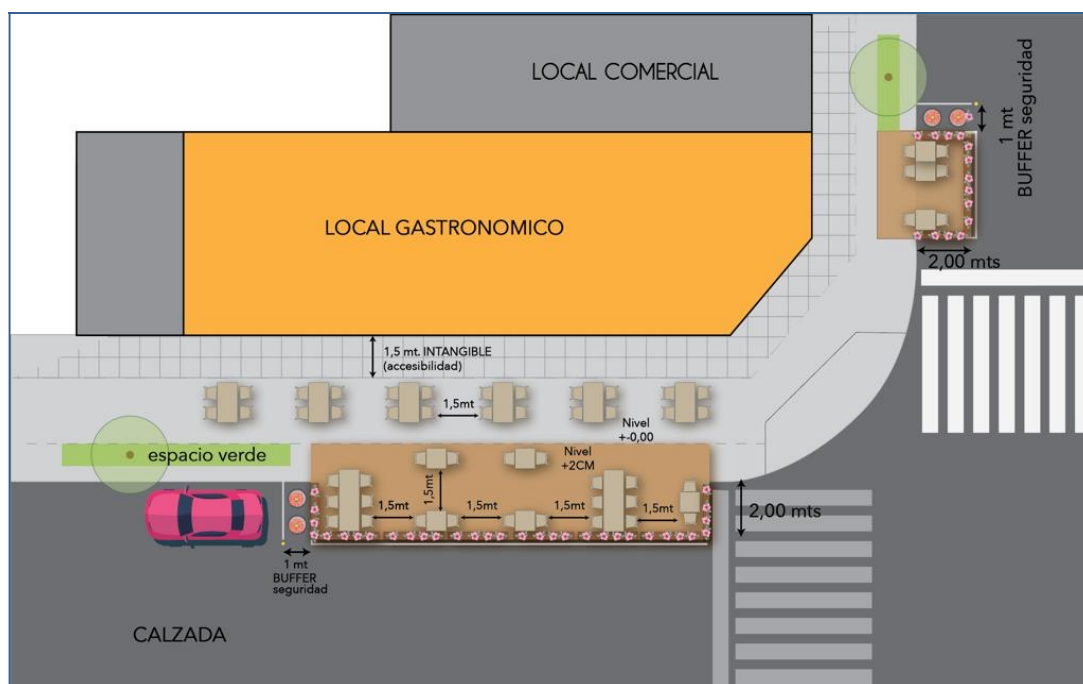 LOCAL COMERCIAL
1 mt
BUFFER seguridad
LOCAL GASTRONOMICO
2,00 mts
1,5 mt. INTANGIBLE
(accesibilidad)
1,5mt
Nivel
+-0,00
espacio verde
Nivel
+2CM
1,5mt
1,5mt
1,5mt
1,5mt
1,5mt
2,00 mts
1 mt
BUFFER
seguridad
CALZADA